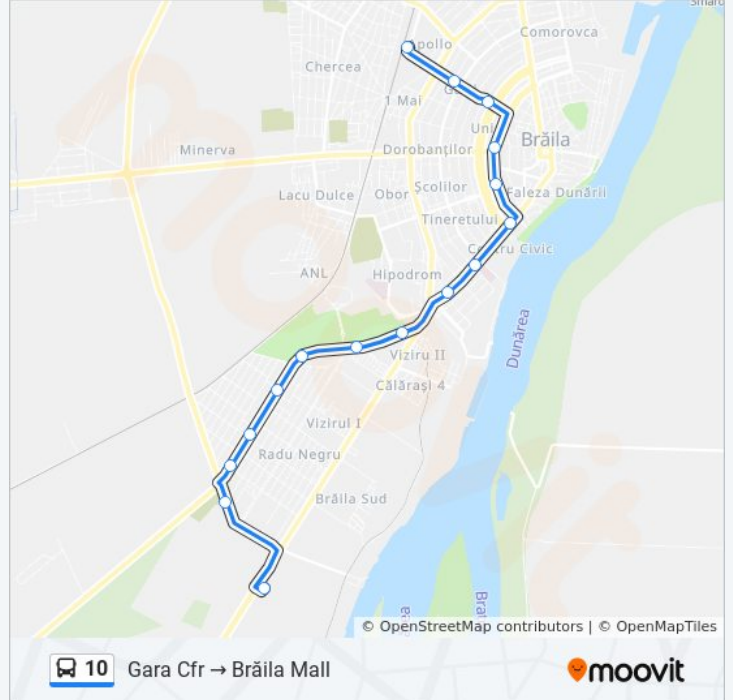 Comorovca
Apollo
Chercea
1 Mai
Brăila
Dorobanților
Minerva
Școlilor
Faleza Dunării
Lacu Dulce
Obor
Tineretului
Centru Civic
ANL
Hipodrom
Dunărea
Viziru II
Călărași 4
Vizirul I
Radu Negru
Brăila Sud
© OpenStreetMap contributors | © OpenMapTiles
10 Gara Cfr → Brăila Mall
moovit